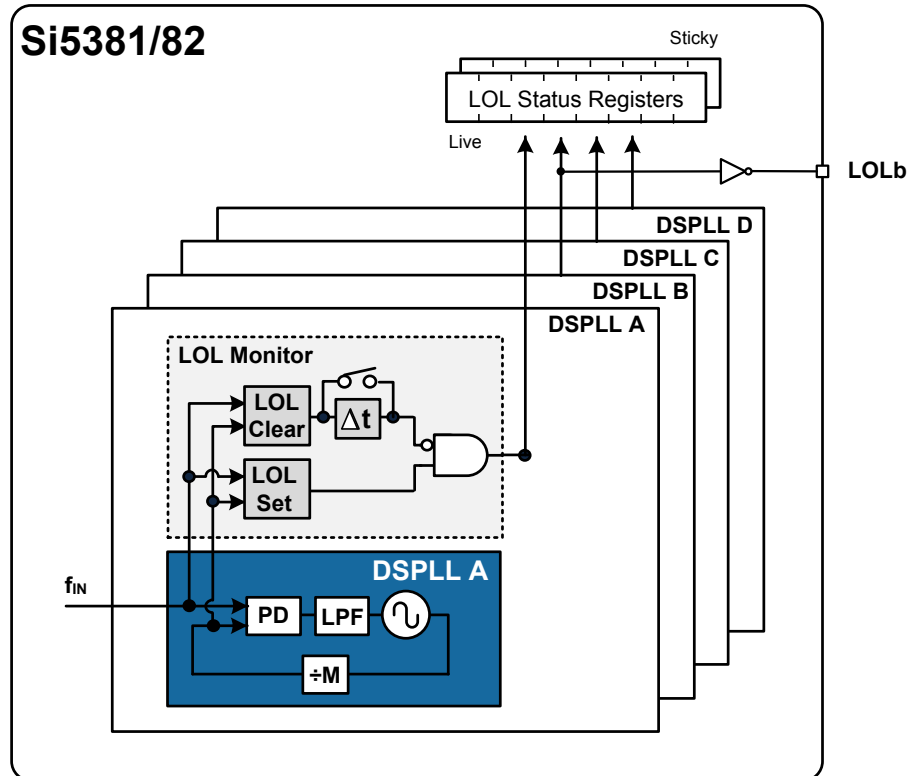 Si5381/82
Sticky
LOL Status Registers
Live
LOLb
DSPLL D
DSPLL C
DSPLL B
DSPLL A
LOL Monitor
LOL
Clear
Δt
LOL
Set
DSPLL A
fIN
PD
LPF
÷M